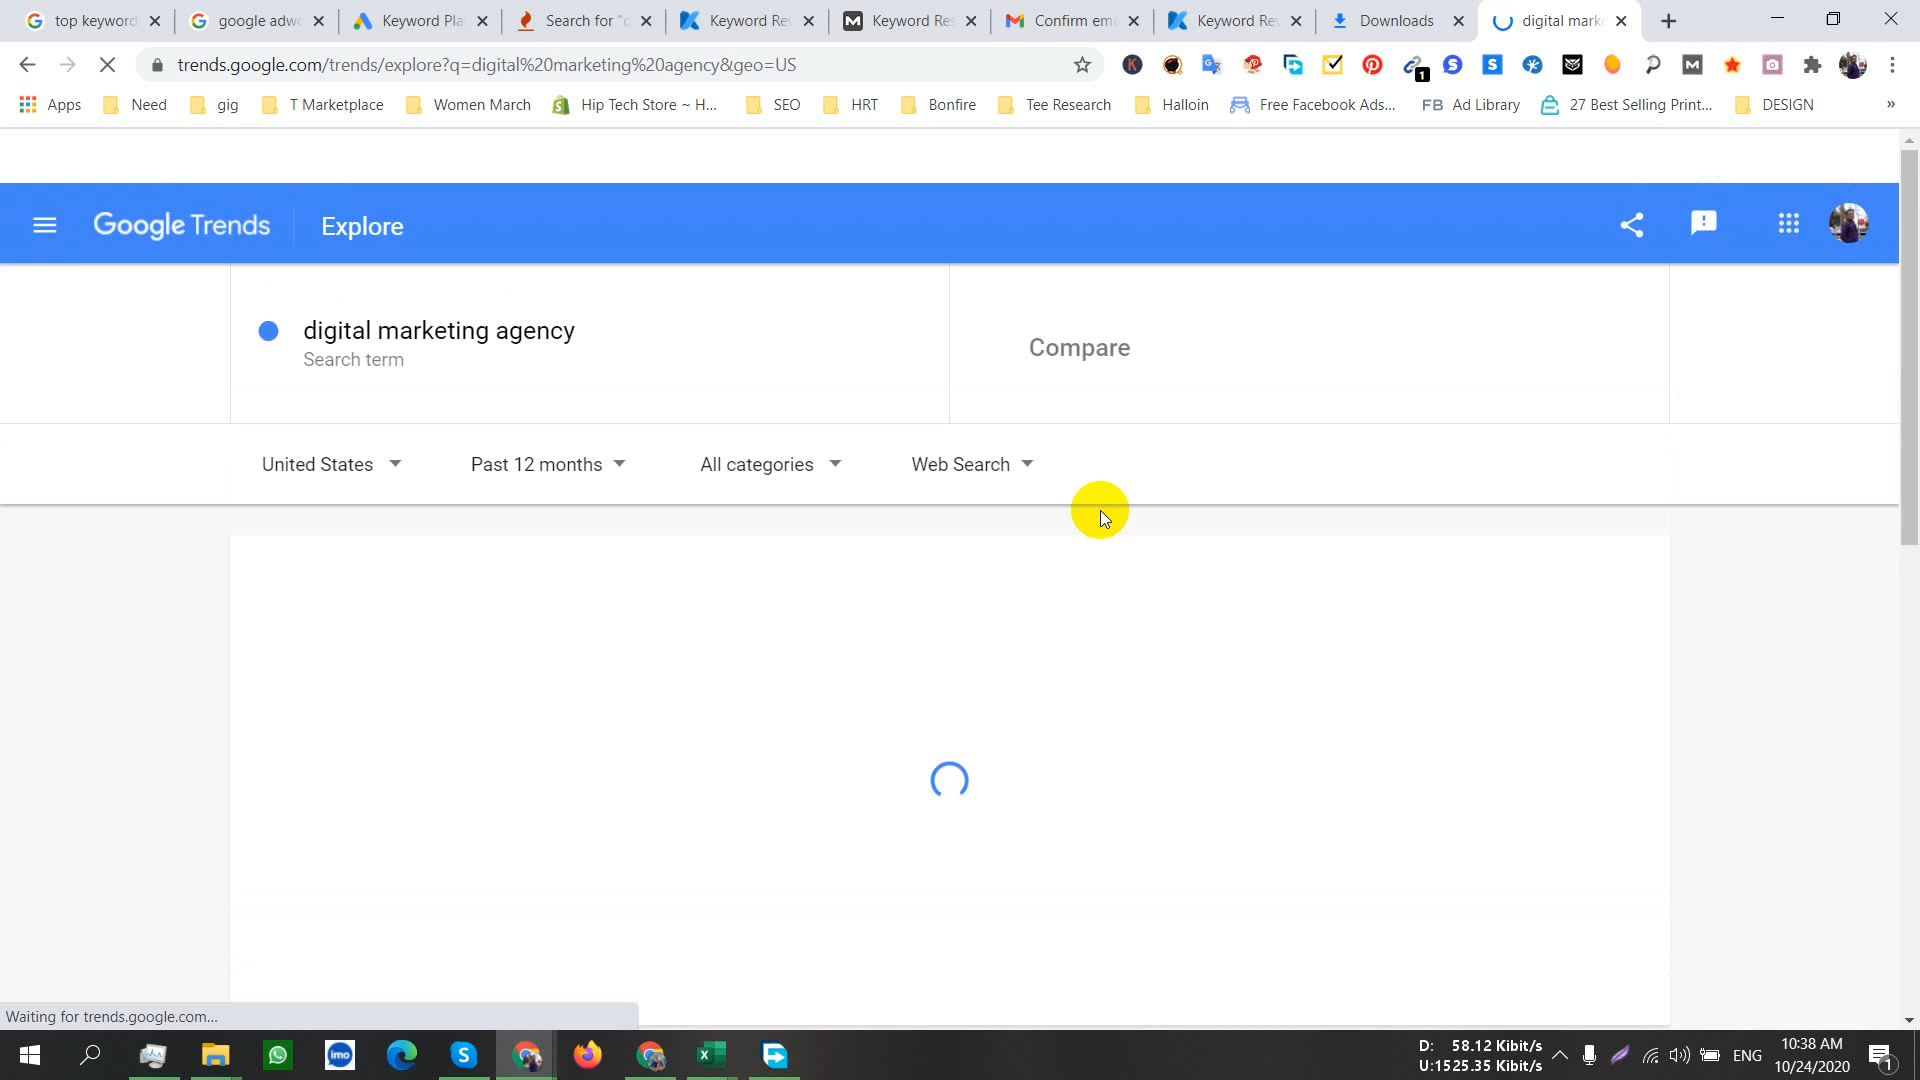 top keyword
google adw
Keyword Pla
Search for "c
Keyword Re
Keyword Res
Confirm em
Keyword Re
Downloads
digital mark
trends.google.com/trends/explore?q=digital%20marketing%20agency&geo=US
1
Apps
Need
gig
T Marketplace
Women March
Hip Tech Store ~ H...
SEO
HRT
Bonfire
Tee Research
Halloin
Free Facebook Ads...
FB Ad Library
27 Best Selling Print...
DESIGN
»
Google Trends
Explore
digital marketing agency
Search term
Compare
United States
Past 12 months
All categories
Web Search
Waiting for trends.google.com...
imo
D: 58.12 Kibit/s
U:1525.35 Kibit/s
ENG
10:38 AM
10/24/2020
1